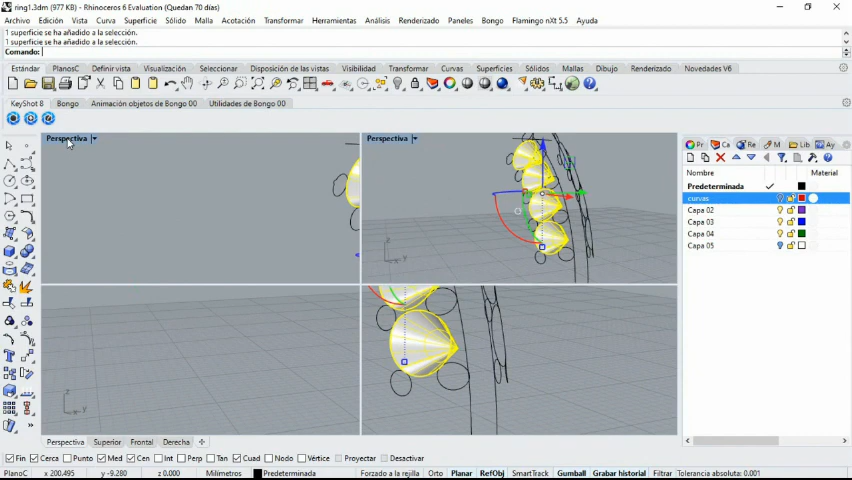 ring1.3dm (977 KB) - Rhinoceros 6 Evaluation (Quedan 70 días)
Archivo Edición Vista Curva Superficie Sólido Malla Acotación Transformar Herramientas Análisis Renderizado Paneles Bongo Flamingo nXt 5.5 Ayuda
1 superficie se ha añadido a la selección.
1 superficie se ha añadido a la selección.
Comando:
Estándar PlanosC Definir vista Visualización Seleccionar Disposición de las vistas Visibilidad Transformar Curvas Superficies Sólidos Mallas Dibujo Renderizado Novedades V6
KeyShot 8 Bongo Animación objetos de Bongo 00 Utilidades de Bongo 00
Perspectiva Perspectiva
Pr Ca Re M Lib Ay
Nombre Material
Predeterminada
curvas
Capa 02
Capa 03
Capa 04
Capa 05
z x y
z x y
Perspectiva Superior Frontal Derecha
Fin Cerca Punto Med Cen Int Perp Tan Cuad Nodo Vértice Proyectar Desactivar
PlanoC x 200.495 y -9.280 z 0.000 Milímetros Predeterminada Forzado a la rejilla Orto Planar RefObj SmartTrack Gumball Grabar historial Filtrar Tolerancia absoluta: 0.001